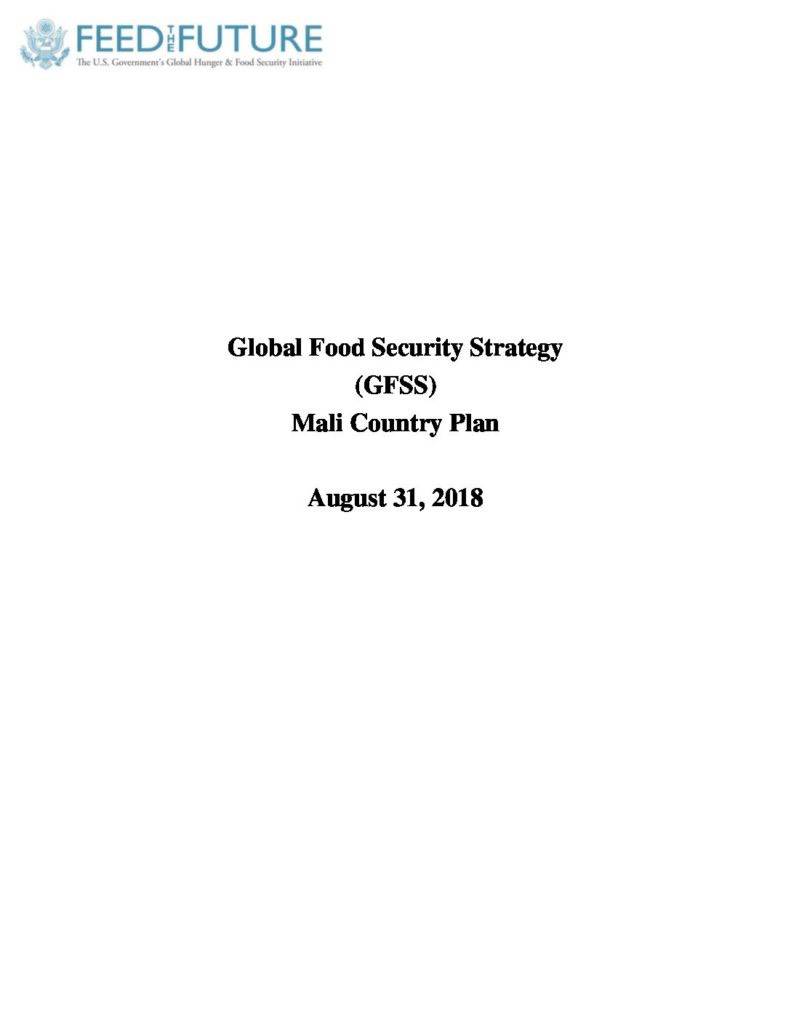 FEED THE FUTURE
The U.S. Government's Global Hunger & Food Security Initiative
Global Food Security Strategy
(GFSS)
Mali Country Plan
August 31, 2018